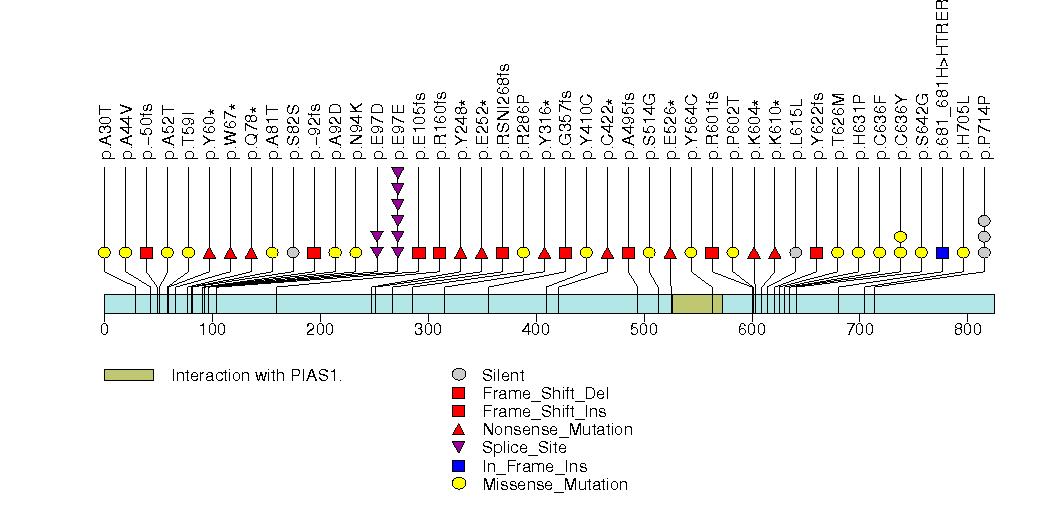 p.A30T
p.A44V
p.-50fs
p.A52T
p.T59I
p.Y60*
p.W67*
p.Q78*
p.A81T
p.S82S
p.-92fs
p.A92D
p.N94K
p.E97D
p.E97E
p.E105fs
p.R160fs
p.Y248*
p.E252*
p.RSNI268fs
p.R286P
p.Y316*
p.G357fs
p.Y410C
p.C422*
p.A495fs
p.S514G
p.E526*
p.Y564C
p.R601fs
p.P602T
p.K604*
p.K610*
p.L615L
p.Y622fs
p.T626M
p.H631P
p.C636F
p.C636Y
p.S642G
p.681_681H>HTRER
p.H705L
p.P714P
0 100 200 300 400 500 600 700 800
Interaction with PIAS1.
Silent
Frame_Shift_Del
Frame_Shift_Ins
Nonsense_Mutation
Splice_Site
In_Frame_Ins
Missense_Mutation